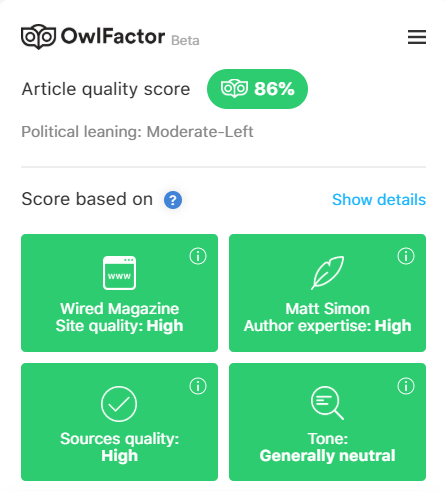 OwlFactor Beta
Article quality score 86%
Political leaning: Moderate-Left
Score based on ? Show details
www
Wired Magazine
Site quality: High
Matt Simon
Author expertise: High
Sources quality:
High
Tone:
Generally neutral